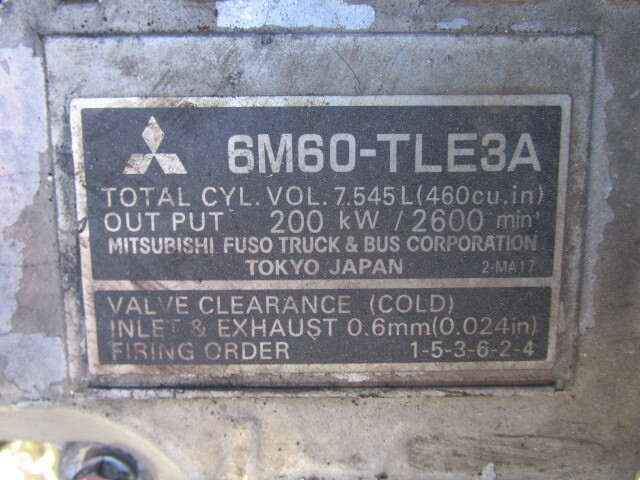 6M60-TLE3A
TOTAL CYL. VOL. 7.545L(460cu.in)
OUT PUT 200 kW / 2600 min⁻¹
MITSUBISHI FUSO TRUCK & BUS CORPORATION
TOKYO JAPAN 2-MA17
VALVE CLEARANCE (COLD)
INLET & EXHAUST 0.6mm(0.024in)
FIRING ORDER 1-5-3-6-2-4